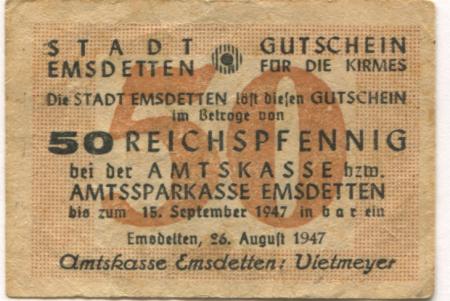 STADT GUTSCHEIN
EMSDETTEN FÜR DIE KIRMES
Die STADT EMSDETTEN löst diesen GUTSCHEIN
im Betrage von
50 REICHSPFENNIG
bei der AMTSKASSE bzw.
AMTSSPARKASSE EMSDETTEN
bis zum 15. September 1947 in bar ein
Emsdetten, 26. August 1947
Amtskasse Emsdetten: Vietmeyer
50